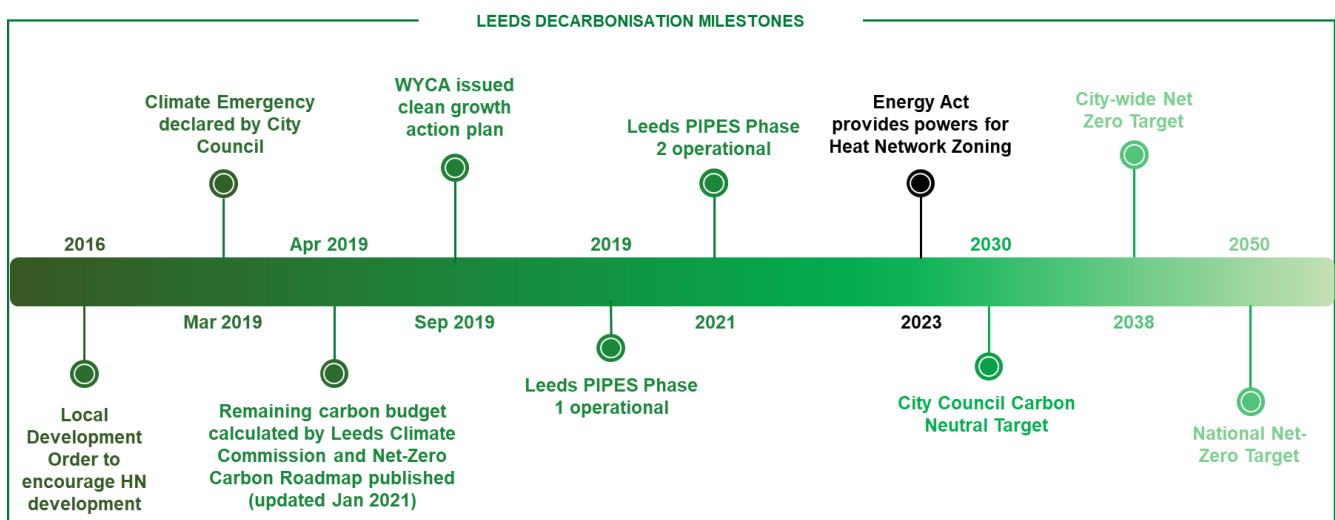 LEEDS DECARBONISATION MILESTONES
Climate Emergency
declared by City
Council
WYCA issued
clean growth
action plan
Leeds PIPES Phase
2 operational
Energy Act
provides powers for
Heat Network Zoning
City-wide Net
Zero Target
2016
Apr 2019
2019
2030
2050
Mar 2019
Sep 2019
2021
2023
2038
Local
Development
Order to
encourage HN
development
Remaining carbon budget
calculated by Leeds Climate
Commission and Net-Zero
Carbon Roadmap published
(updated Jan 2021)
Leeds PIPES Phase
1 operational
City Council Carbon
Neutral Target
National Net-
Zero Target